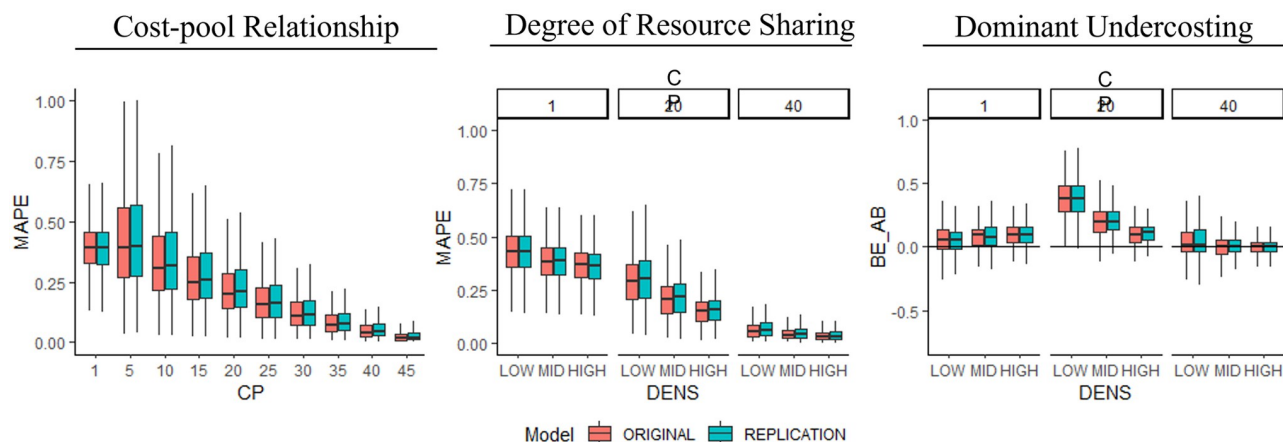 Cost-pool Relationship
Degree of Resource Sharing
Dominant Undercosting
MAPE
1.00
0.75
0.50
0.25
0.00
1 5 10 15 20 25 30 35 40 45
CP
CP
1 20 40
MAPE
1.00
0.75
0.50
0.25
0.00
LOW MID HIGH LOW MID HIGH LOW MID HIGH
DENS
CP
1 20 40
BE_AB
1.0
0.5
0.0
-0.5
LOW MID HIGH LOW MID HIGH LOW MID HIGH
DENS
Model ORIGINAL REPLICATION